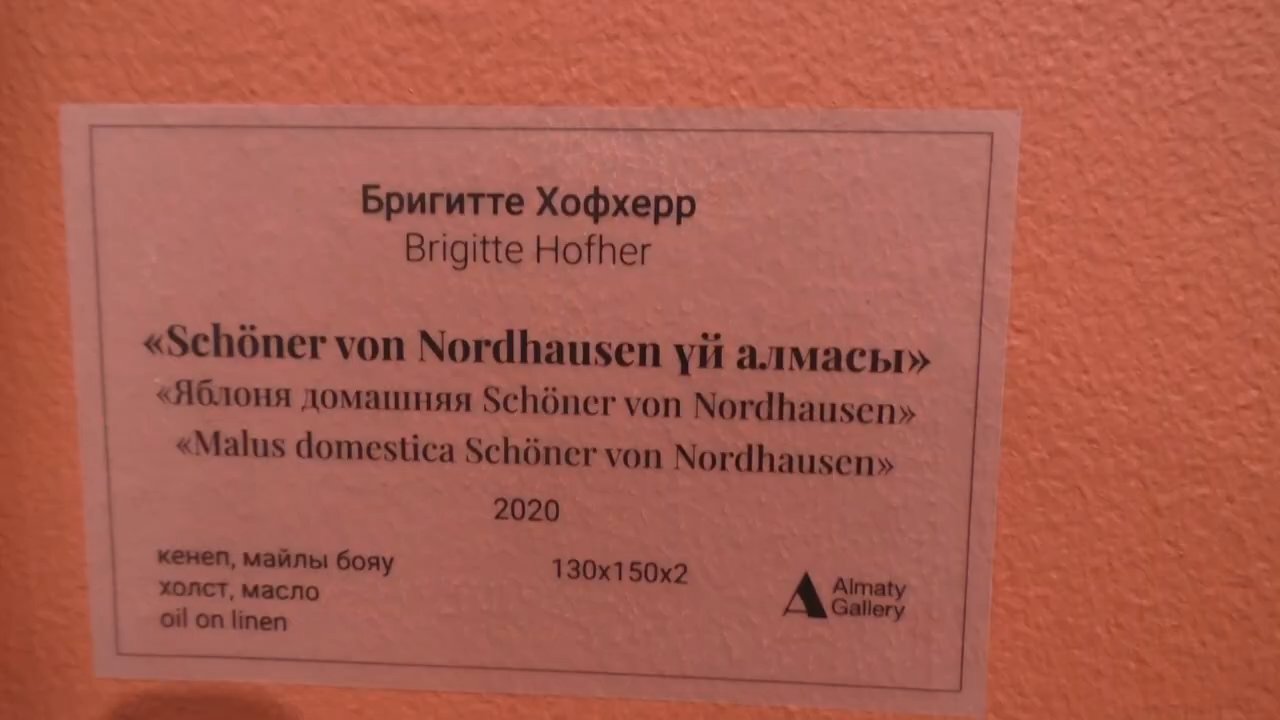 Бригитте Хофхерр
Brigitte Hofher
«Schöner von Nordhausen үй алмасы»
«Яблоня домашняя Schöner von Nordhausen»
«Malus domestica Schöner von Nordhausen»
2020
кенеп, майлы бояу
холст, масло
oil on linen
130x150x2
Almaty
Gallery